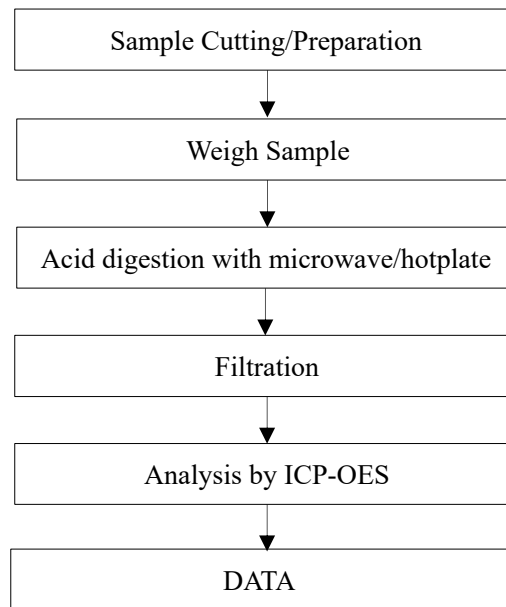 Sample Cutting/Preparation
Weigh Sample
Acid digestion with microwave/hotplate
Filtration
Analysis by ICP-OES
DATA